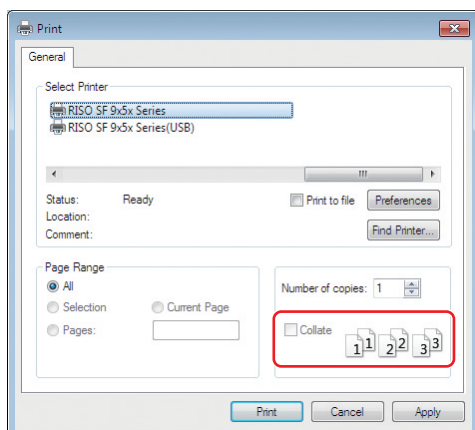 Print
General
Select Printer
RISO SF 9x5x Series
RISO SF 9x5x Series(USB)
Status: Ready
Print to file
Preferences
Location:
Comment:
Find Printer...
Page Range
All
Selection
Current Page
Pages:
Number of copies: 1
Collate
1 1 2 2 3 3
Print Cancel Apply